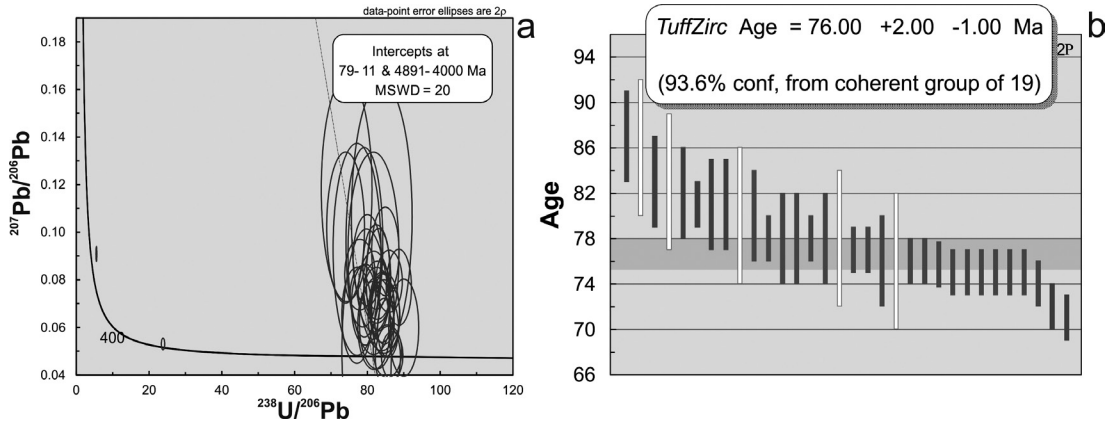 data-point error ellipses are 2ρ
a
Intercepts at
79-11 & 4891-4000 Ma
MSWD = 20
0.18
0.16
0.14
0.12
0.10
0.08
0.06
0.04
207Pb/206Pb
400
0 20 40 60 80 100 120
238U/206Pb
b
TuffZirc Age = 76.00 +2.00 -1.00 Ma
2P
(93.6% conf, from coherent group of 19)
94
90
86
82
78
74
70
66
Age